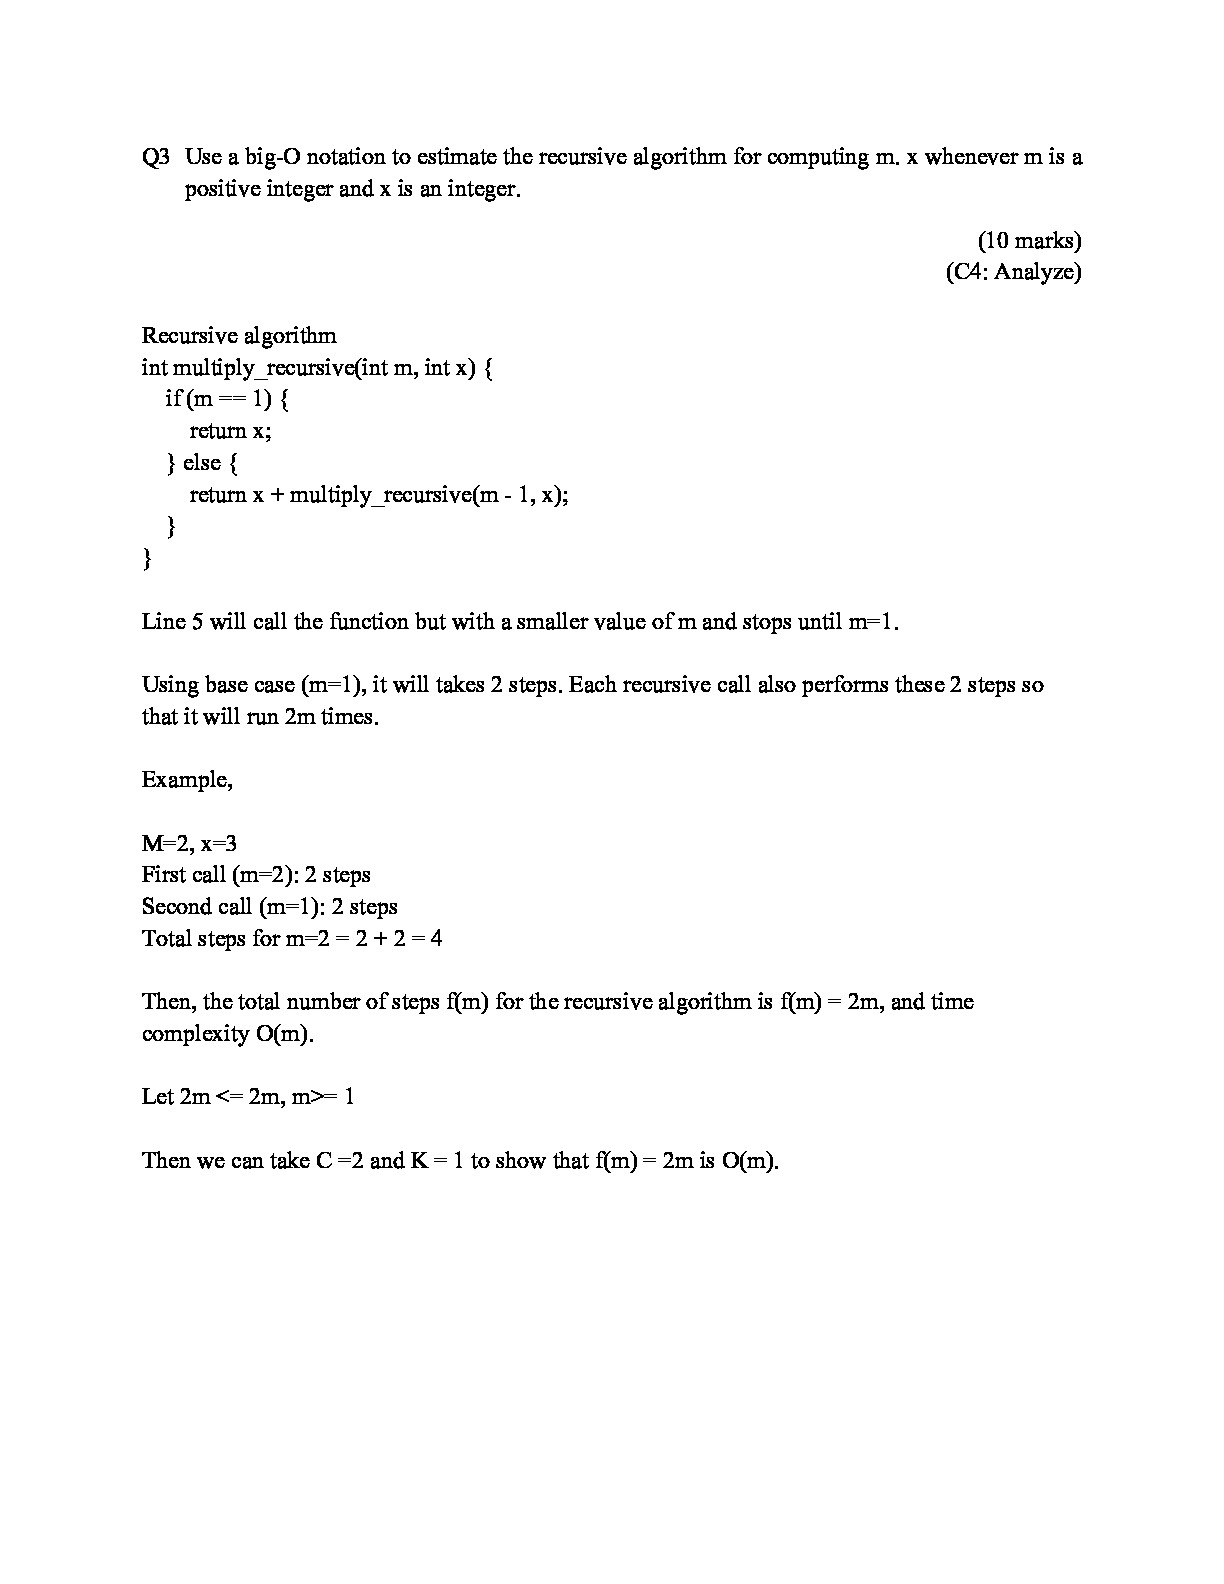 Q3 Use a big-O notation to estimate the recursive algorithm for computing m. x whenever m is a
positive integer and x is an integer.
(10 marks)
(C4: Analyze)
Recursive algorithm
int multiply_recursive(int m, int x) {
if (m == 1) {
return x;
} else {
return x + multiply_recursive(m - 1, x);
}
}
Line 5 will call the function but with a smaller value of m and stops until m=1.
Using base case (m=1), it will takes 2 steps. Each recursive call also performs these 2 steps so
that it will run 2m times.
Example,
M=2, x=3
First call (m=2): 2 steps
Second call (m=1): 2 steps
Total steps for m=2 = 2 + 2 = 4
Then, the total number of steps f(m) for the recursive algorithm is f(m) = 2m, and time
complexity O(m).
Let 2m <= 2m, m>= 1
Then we can take C =2 and K = 1 to show that f(m) = 2m is O(m).